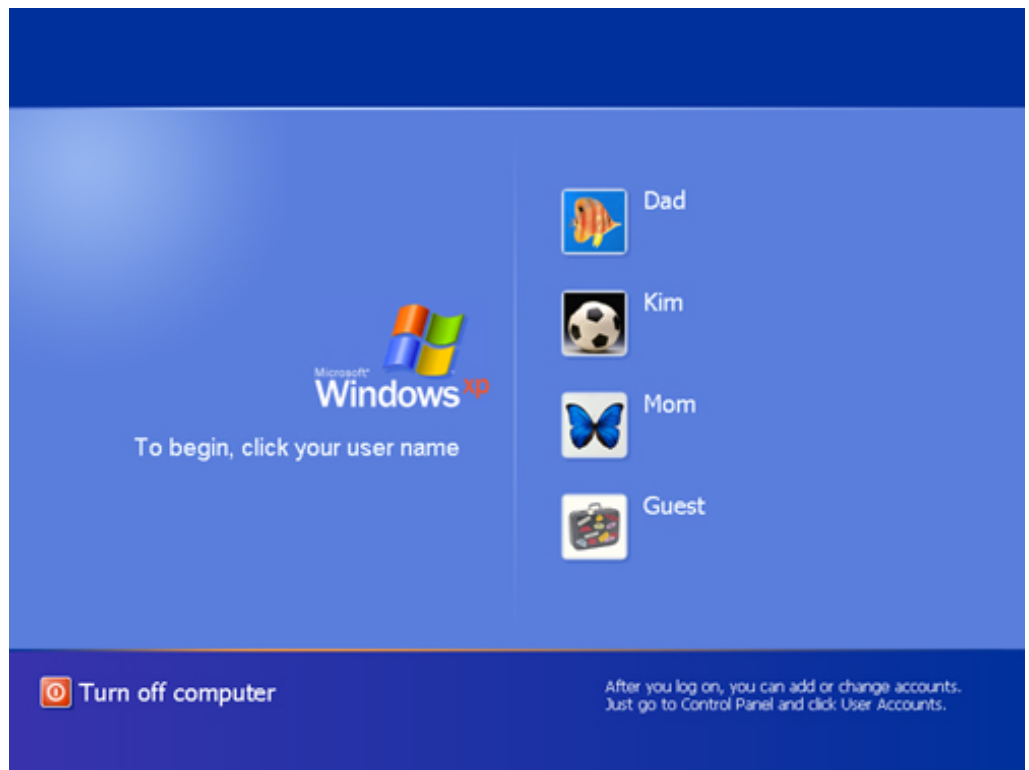 Microsoft®
Windows xp
To begin, click your user name
Dad
Kim
Mom
Guest
Turn off computer
After you log on, you can add or change accounts.
Just go to Control Panel and click User Accounts.